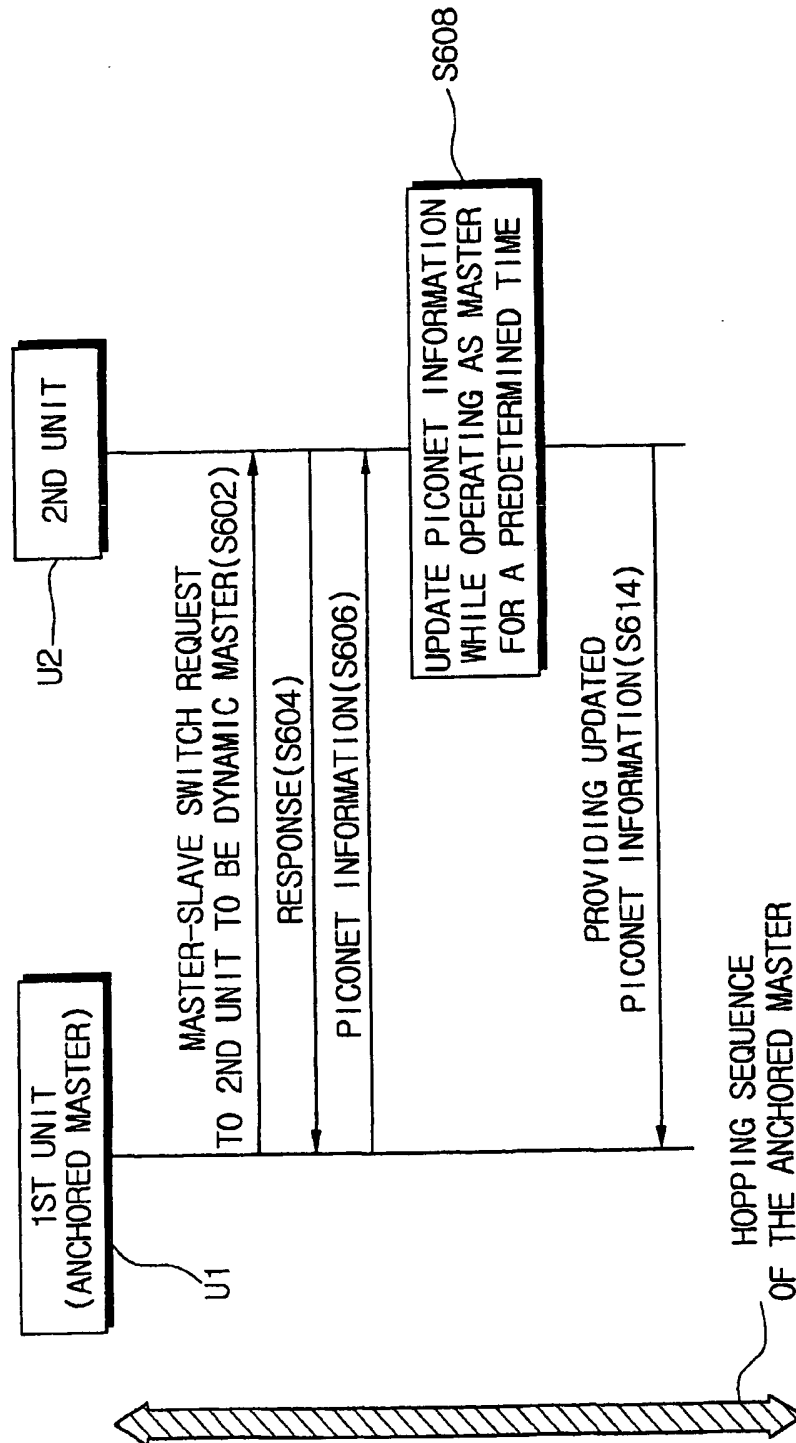 1ST UNIT
(ANCHORED MASTER)
U1
2ND UNIT
U2
MASTER-SLAVE SWITCH REQUEST
TO 2ND UNIT TO BE DYNAMIC MASTER(S602)
RESPONSE(S604)
PICONET INFORMATION(S606)
UPDATE PICONET INFORMATION
WHILE OPERATING AS MASTER
FOR A PREDETERMINED TIME
S608
PROVIDING UPDATED
PICONET INFORMATION(S614)
HOPPING SEQUENCE
OF THE ANCHORED MASTER